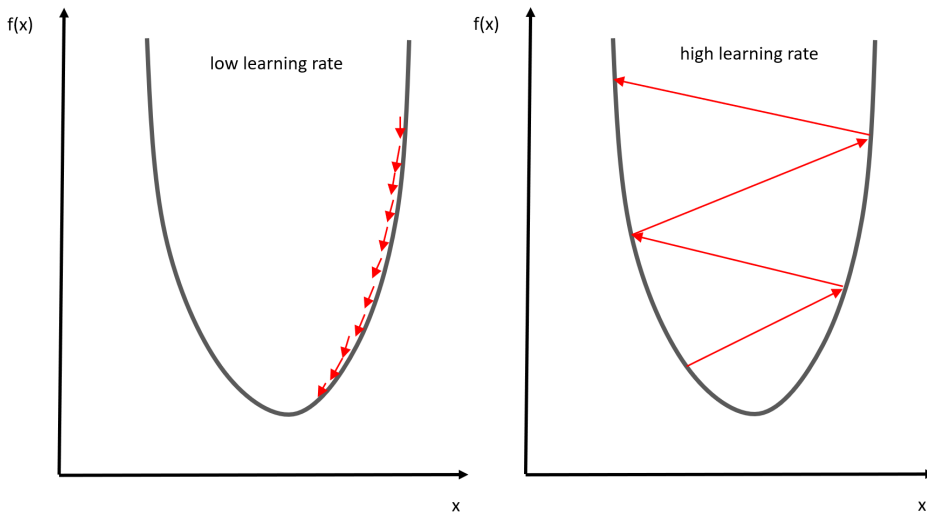 f(x)
low learning rate
x
f(x)
high learning rate
x